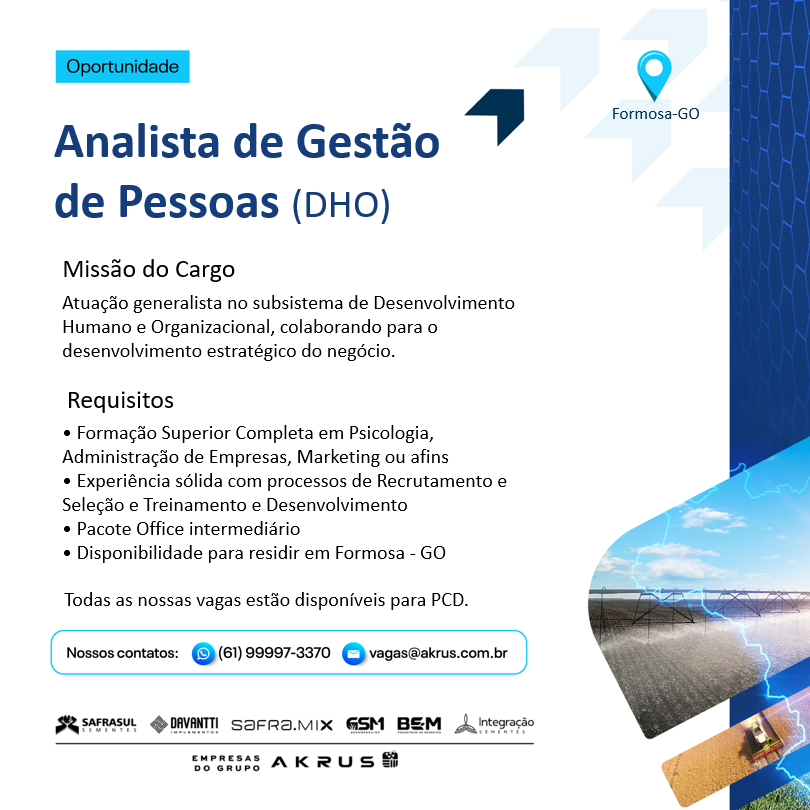 Oportunidade
Formosa-GO
Analista de Gestão
de Pessoas (DHO)
Missão do Cargo
Atuação generalista no subsistema de Desenvolvimento
Humano e Organizacional, colaborando para o
desenvolvimento estratégico do negócio.
Requisitos
• Formação Superior Completa em Psicologia,
Administração de Empresas, Marketing ou afins
• Experiência sólida com processos de Recrutamento e
Seleção e Treinamento e Desenvolvimento
• Pacote Office intermediário
• Disponibilidade para residir em Formosa - GO
Todas as nossas vagas estão disponíveis para PCD.
Nossos contatos: (61) 99997-3370 vagas@akrus.com.br
SAFRASUL SEMENTES DAVANTTI IMPLEMENTOS SAFRA.MIX GSM BEM Integração SEMENTES
EMPRESAS
DO GRUPO AKRUS